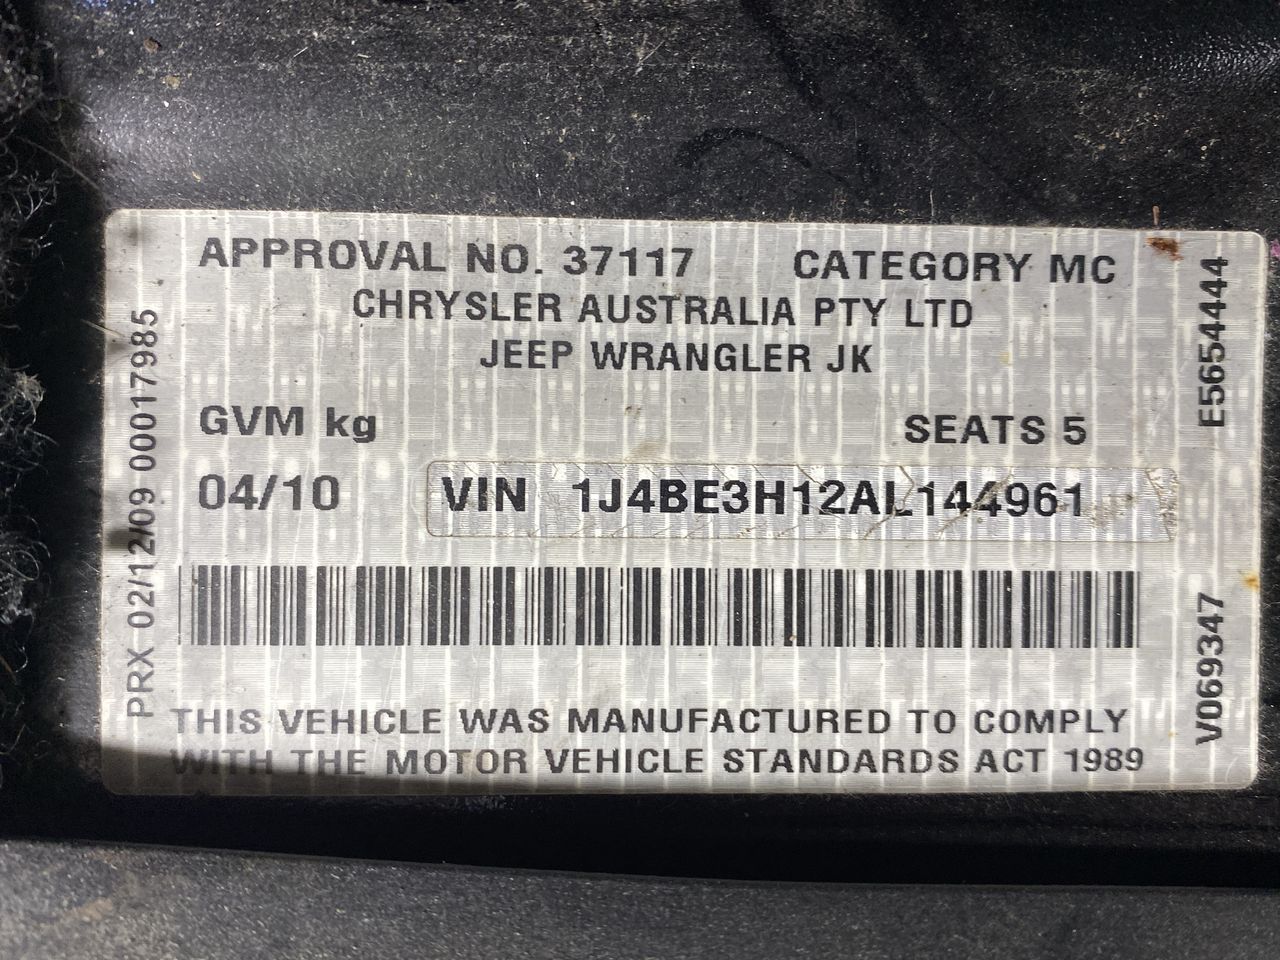 APPROVAL NO. 37117 CATEGORY MC
CHRYSLER AUSTRALIA PTY LTD
JEEP WRANGLER JK
GVM kg SEATS 5
04/10 VIN 1J4BE3H12AL144961
THIS VEHICLE WAS MANUFACTURED TO COMPLY
WITH THE MOTOR VEHICLE STANDARDS ACT 1989
PRX 02/12/09 00017985
E5654444
V069347